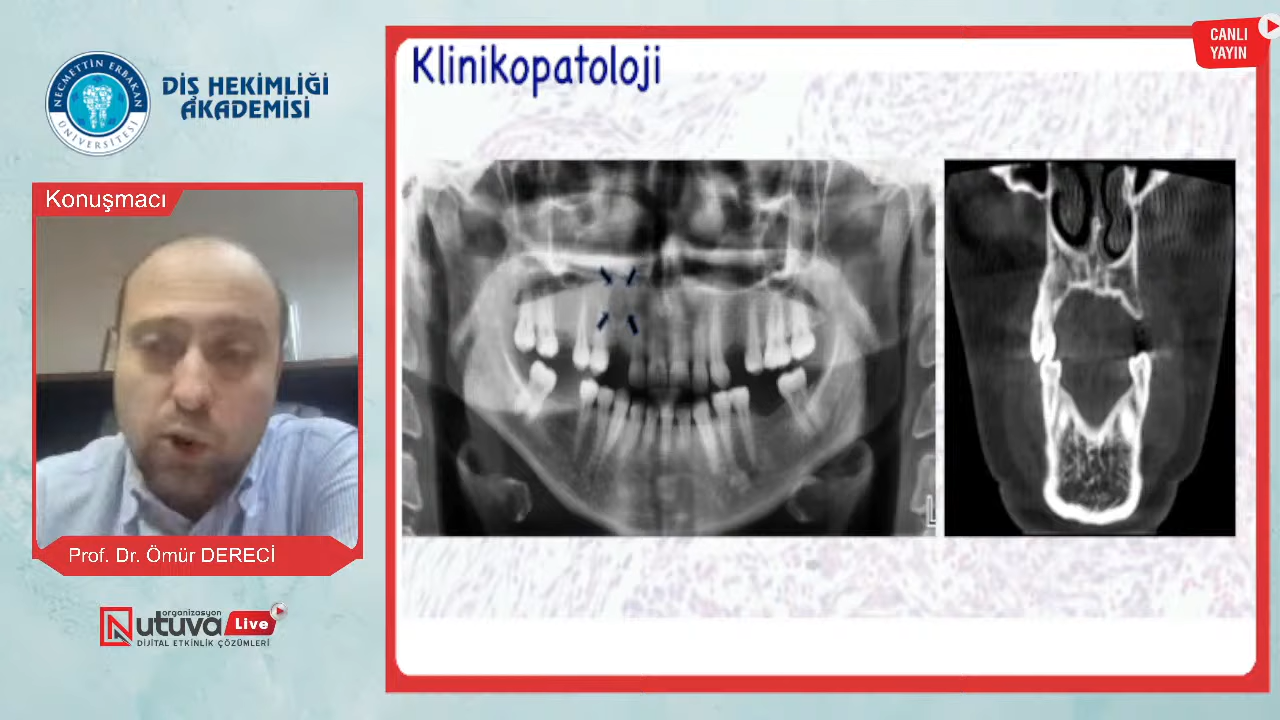 NECMETTİN ERBAKAN
ÜNİVERSİTESİ
DİŞ HEKİMLİĞİ
AKADEMİSİ
Konuşmacı
Prof. Dr. Ömür DERECİ
organizasyon
Nutuva Live
DİJİTAL ETKİNLİK ÇÖZÜMLERİ
Klinikopatoloji
CANLI
YAYIN
L